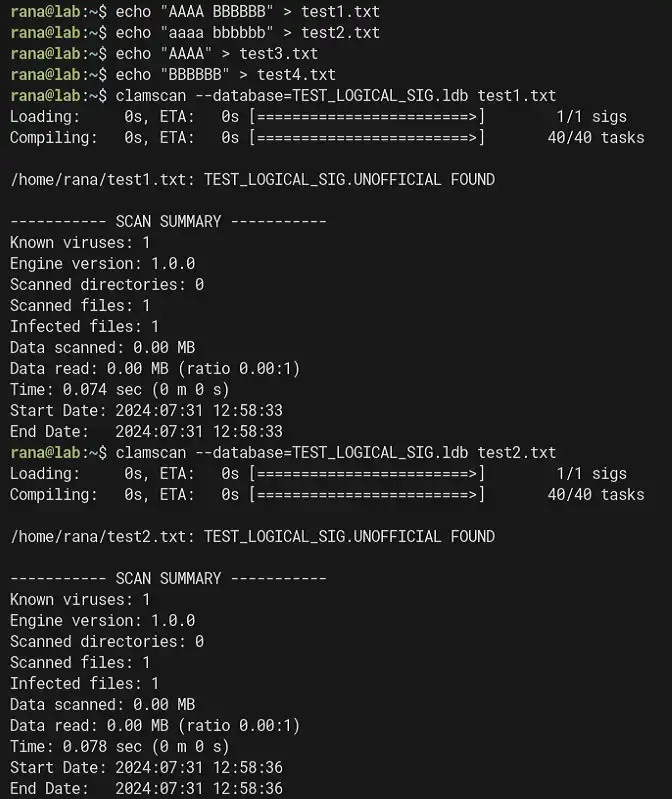 rana@lab:~$ echo "AAAA BBBBBB" > test1.txt
rana@lab:~$ echo "aaaa bbbbbb" > test2.txt
rana@lab:~$ echo "AAAA" > test3.txt
rana@lab:~$ echo "BBBBBB" > test4.txt
rana@lab:~$ clamscan --database=TEST_LOGICAL_SIG.ldb test1.txt
Loading:     0s, ETA:   0s [========================>]        1/1 sigs
Compiling:   0s, ETA:   0s [========================>]       40/40 tasks
/home/rana/test1.txt: TEST_LOGICAL_SIG.UNOFFICIAL FOUND
----------- SCAN SUMMARY -----------
Known viruses: 1
Engine version: 1.0.0
Scanned directories: 0
Scanned files: 1
Infected files: 1
Data scanned: 0.00 MB
Data read: 0.00 MB (ratio 0.00:1)
Time: 0.074 sec (0 m 0 s)
Start Date: 2024:07:31 12:58:33
End Date:   2024:07:31 12:58:33
rana@lab:~$ clamscan --database=TEST_LOGICAL_SIG.ldb test2.txt
Loading:     0s, ETA:   0s [========================>]        1/1 sigs
Compiling:   0s, ETA:   0s [========================>]       40/40 tasks
/home/rana/test2.txt: TEST_LOGICAL_SIG.UNOFFICIAL FOUND
----------- SCAN SUMMARY -----------
Known viruses: 1
Engine version: 1.0.0
Scanned directories: 0
Scanned files: 1
Infected files: 1
Data scanned: 0.00 MB
Data read: 0.00 MB (ratio 0.00:1)
Time: 0.078 sec (0 m 0 s)
Start Date: 2024:07:31 12:58:36
End Date:   2024:07:31 12:58:36